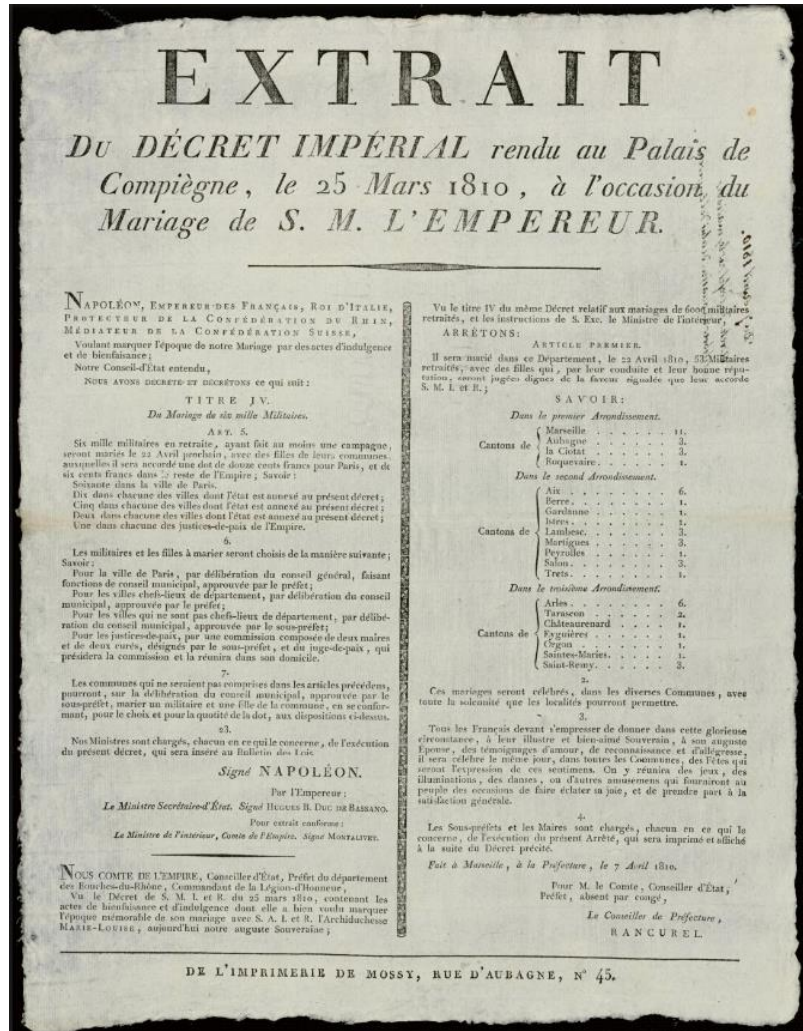 EXTRAIT
DU DÉCRET IMPÉRIAL rendu au Palais de
Compiègne, le 25 Mars 1810, à l'occasion du
Mariage de S. M. L'EMPEREUR.
NAPOLÉON, EMPEREUR DES FRANÇAIS, ROI D'ITALIE,
PROTECTEUR DE LA CONFÉDÉRATION DU RHIN,
MÉDIATEUR DE LA CONFÉDÉRATION SUISSE,
Voulant marquer l'époque de notre Mariage par des actes d'indulgence
et de bienfaisance;
Notre Conseil-d'État entendu,
NOUS AVONS DÉCRÉTÉ ET DÉCRÉTONS ce qui suit:
TITRE IV.
Du Mariage de six mille Militaires.
ART. 5.
Six mille militaires en retraite, ayant fait au moins une campagne,
seront mariés le 22 Avril prochain, avec des filles de leurs communes,
auxquelles il sera accordé une dot de douze cents francs pour Paris, et de
six cents francs dans le reste de l'Empire; Savoir:
Soixante dans la ville de Paris.
Dix dans chacune des villes dont l'état est annexé au présent décret;
Cinq dans chacune des villes dont l'état est annexé au présent décret;
Deux dans chacune des villes dont l'état est annexé au présent décret;
Une dans chacune des justices-de-paix de l'Empire.
6.
Les militaires et les filles à marier seront choisis de la manière suivante;
Savoir:
Pour la ville de Paris, par délibération du conseil général, faisant
fonctions de conseil municipal, approuvée par le préfet;
Pour les villes chefs-lieux de département, par délibération du conseil
municipal, approuvée par le préfet;
Pour les villes qui ne sont pas chefs-lieux de département, par délibé-
ration du conseil municipal, approuvée par le sous-préfet;
Pour les justices-de-paix, par une commission composée de deux maires
et de deux curés, désignés par le sous-préfet, et du juge-de-paix, qui
présidera la commission et la réunira dans son domicile.
7.
Les communes qui ne seraient pas comprises dans les articles précédens,
pourront, sur la délibération du conseil municipal, approuvée par le
sous-préfet, marier un militaire et une fille de la commune, en se confor-
mant, pour le choix et pour la quotité de la dot, aux dispositions ci-dessus.
23.
Nos Ministres sont chargés, chacun en ce qui le concerne, de l'exécution
du présent décret, qui sera inséré au Bulletin des Lois.
Signé NAPOLÉON.
Par l'Empereur;
Le Ministre Secrétaire-d'État. Signé HUGUES B. DUC DE BASSANO.
Pour extrait conforme:
Le Ministre de l'intérieur, Comte de l'Empire. Signé MONTALIVET.
NOUS COMTE DE L'EMPIRE, Conseiller d'État, Préfet du département
des Bouches-du-Rhône, Commandant de la Légion-d'Honneur,
Vu le Décret de S. M. I. et R. du 25 mars 1810, contenant les
actes de bienfaisance et d'indulgence dont elle a bien voulu marquer
l'époque mémorable de son mariage avec S. A. I. et R. l'Archiduchesse
MARIE-LOUISE, aujourd'hui notre auguste Souveraine;
Vu le titre IV du même Décret relatif aux mariages de 6000 militaires
retraités, et les instructions de S. Exc. le Ministre de l'intérieur,
ARRÊTONS:
ARTICLE PREMIER.
Il sera marié dans ce Département, le 22 Avril 1810, 53 Militaires
retraités, avec des filles qui, par leur conduite et leur bonne répu-
tation, seront jugées dignes de la faveur signalée que leur accorde
S. M. I. et R.;
SAVOIR:
Dans le premier Arrondissement.
Cantons de
Marseille . . . . . . . 11.
Aubagne . . . . . . . 3.
la Ciotat . . . . . . . 3.
Roquevaire . . . . . . . 1.
Dans le second Arrondissement.
Cantons de
Aix . . . . . . . 6.
Berre . . . . . . . 1.
Gardanne . . . . . . . 1.
Istres . . . . . . . 1.
Lambesc . . . . . . . 3.
Martigues . . . . . . . 3.
Peyrolles . . . . . . . 1.
Salon . . . . . . . 3.
Trets . . . . . . . 1.
Dans le troisième Arrondissement.
Cantons de
Arles . . . . . . . 6.
Tarascon . . . . . . . 2.
Châteaurenard . . . . . . . 1.
Eyguières . . . . . . . 1.
Orgon . . . . . . . 1.
Saintes-Maries . . . . . . . 1.
Saint-Remy . . . . . . . 3.
2.
Ces mariages seront célébrés, dans les diverses Communes, avec
toute la solemnité que les localités pourront permettre.
3.
Tous les Français devant s'empresser de donner dans cette glorieuse
circonstance, à leur illustre et bien-aimé Souverain, à son auguste
Épouse, des témoignages d'amour, de reconnaissance et d'allégresse,
il sera célébré le même jour, dans toutes les Communes, des Fêtes qui
seront l'expression de ces sentimens. On y réunira des jeux, des
illuminations, des danses, ou d'autres amusemens qui fourniront au
peuple des occasions de faire éclater sa joie, et de prendre part à la
satisfaction générale.
4.
Les Sous-préfets et les Maires sont chargés, chacun en ce qui le
concerne, de l'exécution du présent Arrêté, qui sera imprimé et affiché
à la suite du Décret précité.
Fait à Marseille, à la Préfecture, le 7 Avril 1810.
Pour M. le Comte, Conseiller d'État,
Préfet, absent par congé,
Le Conseiller de Préfecture,
RANCUREL.
DE L'IMPRIMERIE DE MOSSY, RUE D'AUBAGNE, N° 45.
1810.